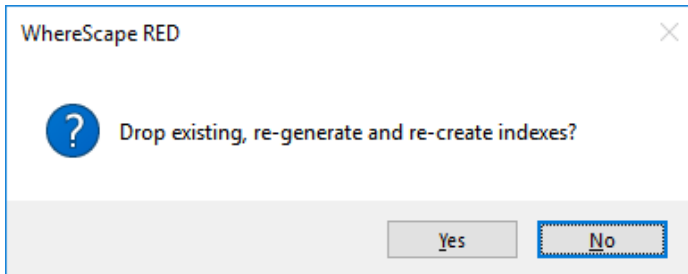 WhereScape RED
Drop existing, re-generate and re-create indexes?
Yes
No